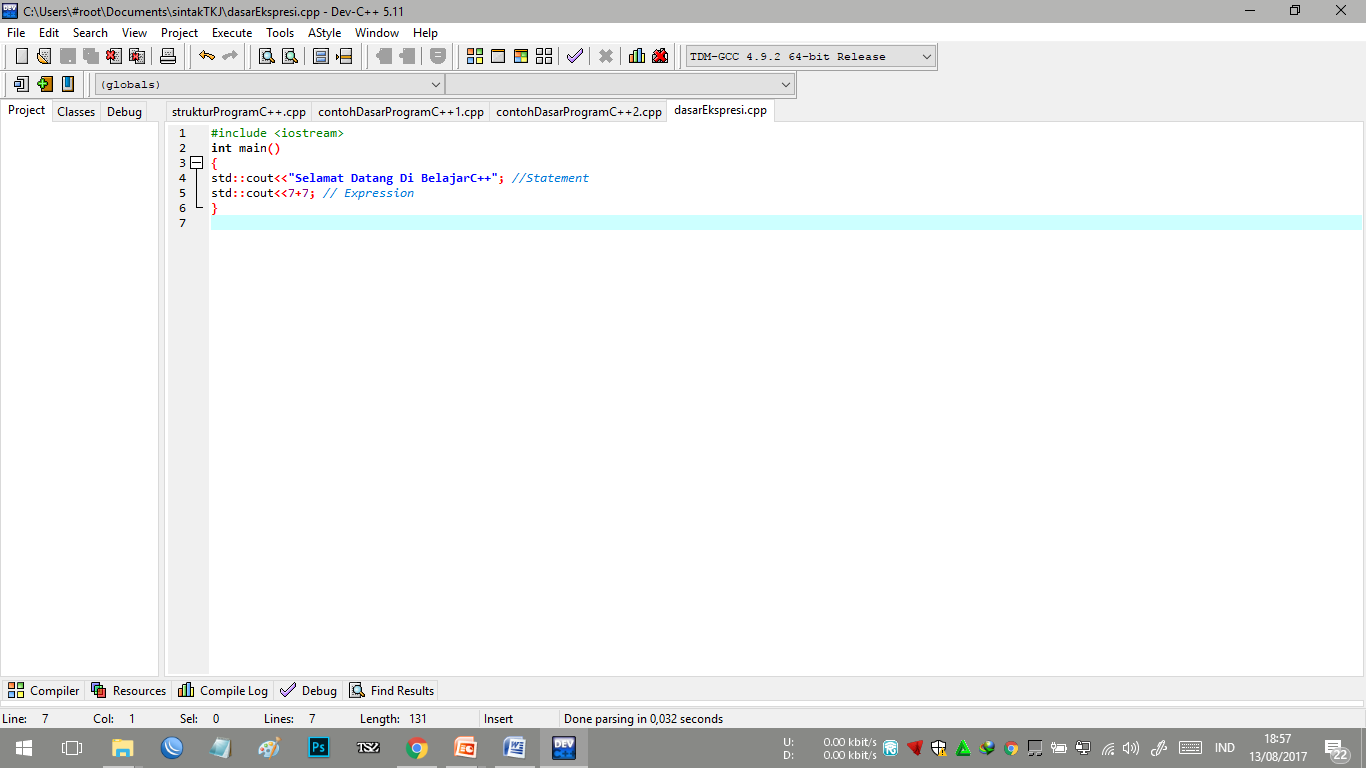 C:\Users\#root\Documents\sintakTKJ\dasarEkspresi.cpp - Dev-C++ 5.11
File Edit Search View Project Execute Tools AStyle Window Help
TDM-GCC 4.9.2 64-bit Release
(globals)
Project Classes Debug
strukturProgramC++.cpp contohDasarProgramC++1.cpp contohDasarProgramC++2.cpp dasarEkspresi.cpp
1 #include <iostream>
2 int main()
3 {
4 std::cout<<"Selamat Datang Di BelajarC++"; //Statement
5 std::cout<<7+7; // Expression
6 }
7
Compiler Resources Compile Log Debug Find Results
Line: 7 Col: 1 Sel: 0 Lines: 7 Length: 131 Insert Done parsing in 0,032 seconds
Ps
DEV
U: 0.00 kbit/s
D: 0.00 kbit/s
IND
18:57
13/08/2017
22